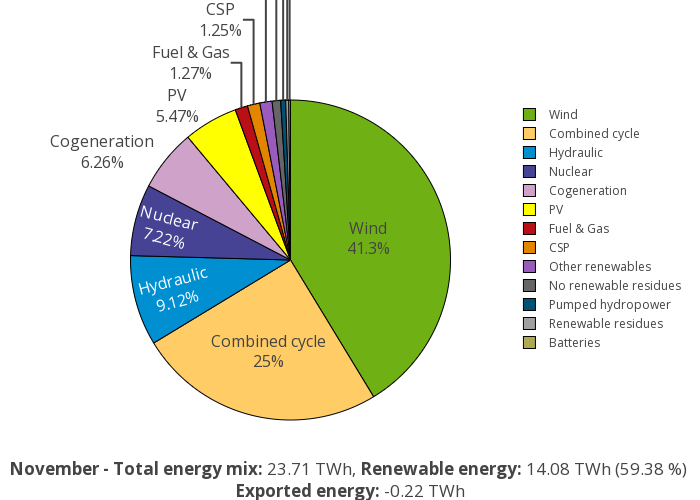 CSP
1.25%
Fuel & Gas
1.27%
PV
5.47%
Cogeneration
6.26%
Nuclear
7.22%
Hydraulic
9.12%
Combined cycle
25%
Wind
41.3%
Wind
Combined cycle
Hydraulic
Nuclear
Cogeneration
PV
Fuel & Gas
CSP
Other renewables
No renewable residues
Pumped hydropower
Renewable residues
Batteries
November - Total energy mix: 23.71 TWh, Renewable energy: 14.08 TWh (59.38 %)
Exported energy: -0.22 TWh